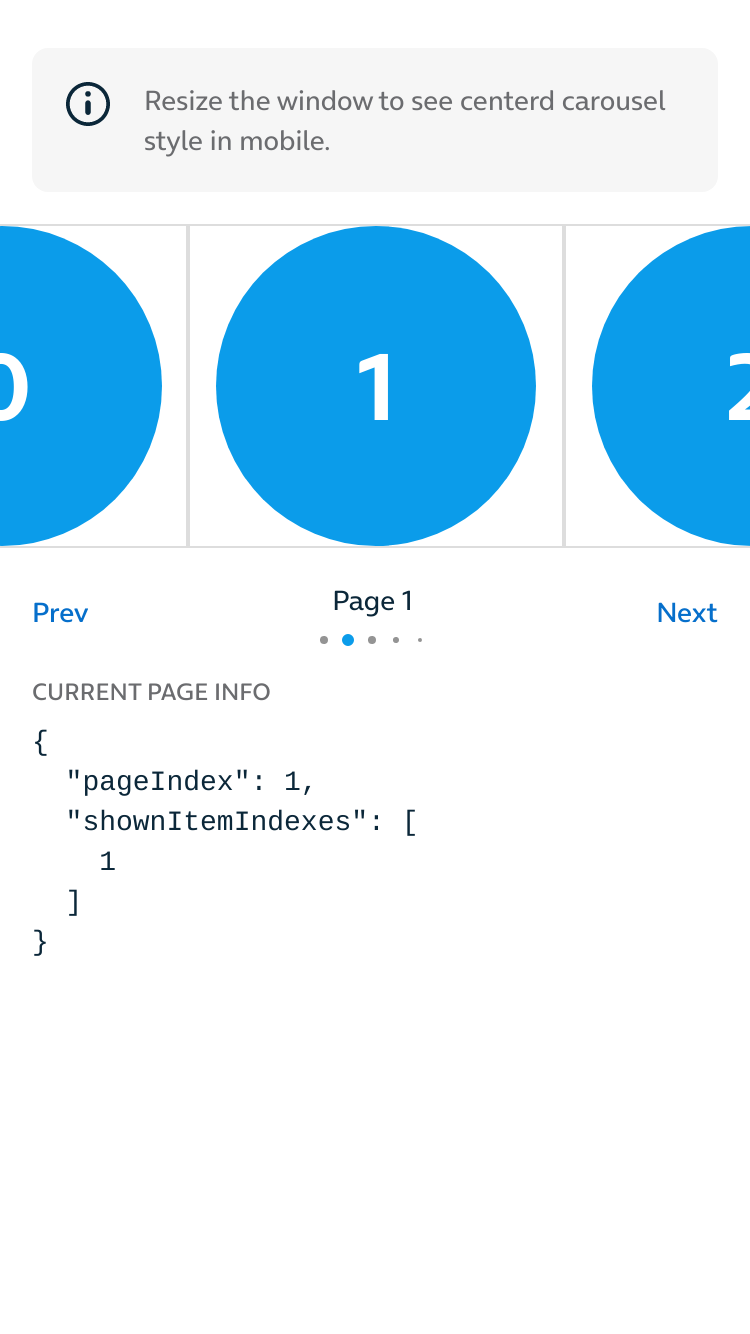 Resize the window to see centerd carousel
style in mobile.
0 1 2
Prev Page 1 Next
CURRENT PAGE INFO
{
  "pageIndex": 1,
  "shownItemIndexes": [
    1
  ]
}